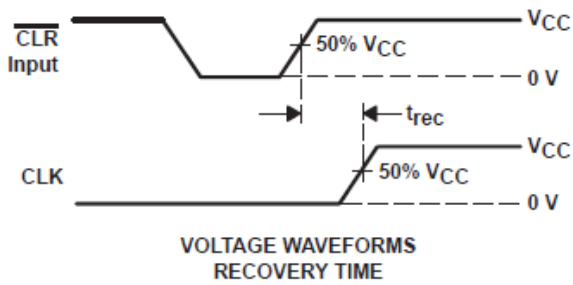 VCC
CLR
Input
50% VCC
0 V
trec
VCC
CLK
50% VCC
0 V
VOLTAGE WAVEFORMS
RECOVERY TIME